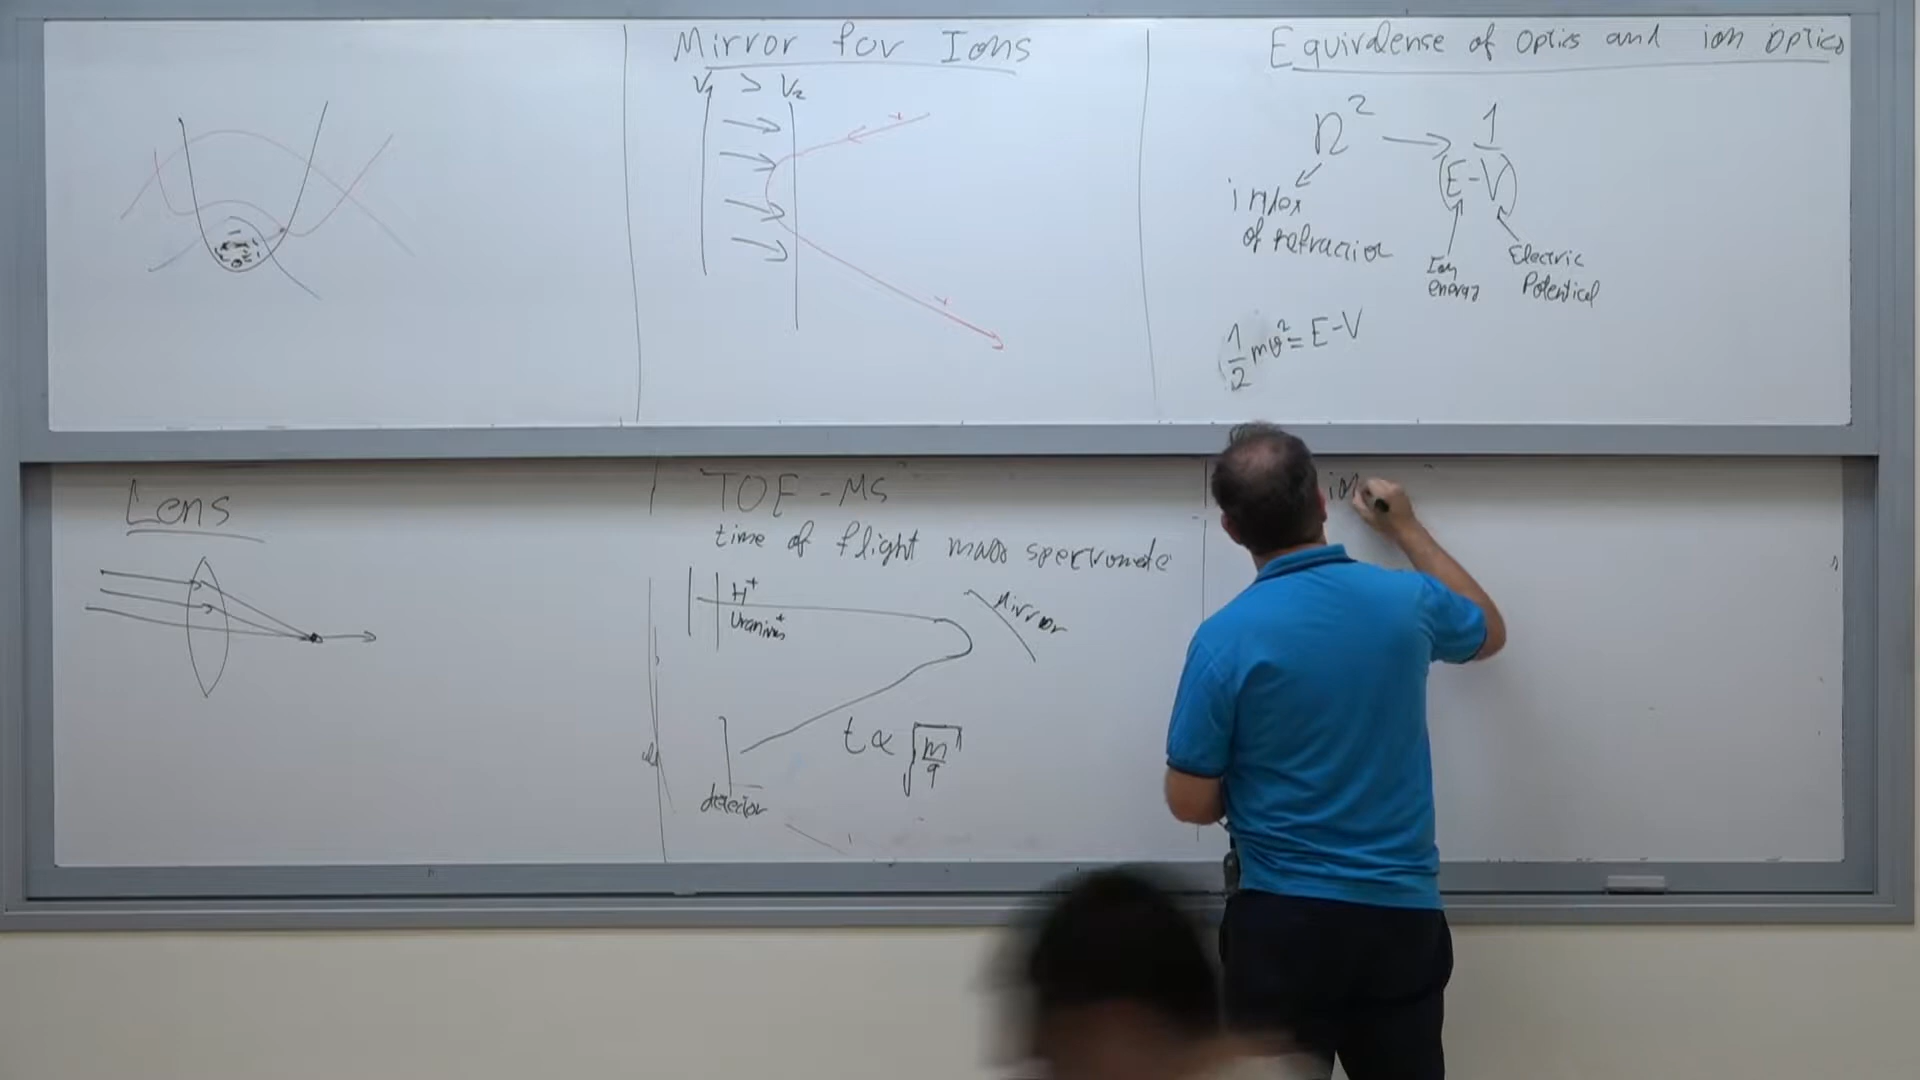 Mirror for Ions
V1 > V2
Equivalense of optics and ion optics
n² → 1
(E-V)
index
of refraction
Ion
energy
Electric
Potential
1
2
mv² = E-V
Lens
TOF-MS
time of flight mass spectromete
H+
Mirror
t ∝ √m
q
detector
ion